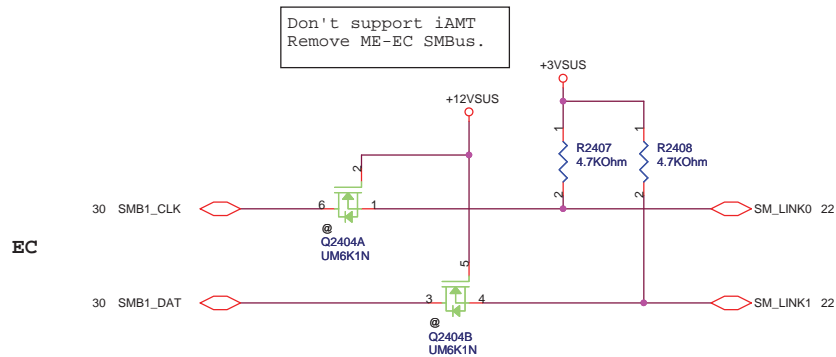 Don't support iAMT
Remove ME-EC SMBus.
+3VSUS
+12VSUS
1
1
R2407
4.7KOhm
R2408
4.7KOhm
2
2
2
30 SMB1_CLK
6
1
SM_LINK0 22
@
Q2404A
UM6K1N
EC
5
30 SMB1_DAT
3
4
SM_LINK1 22
@
Q2404B
UM6K1N